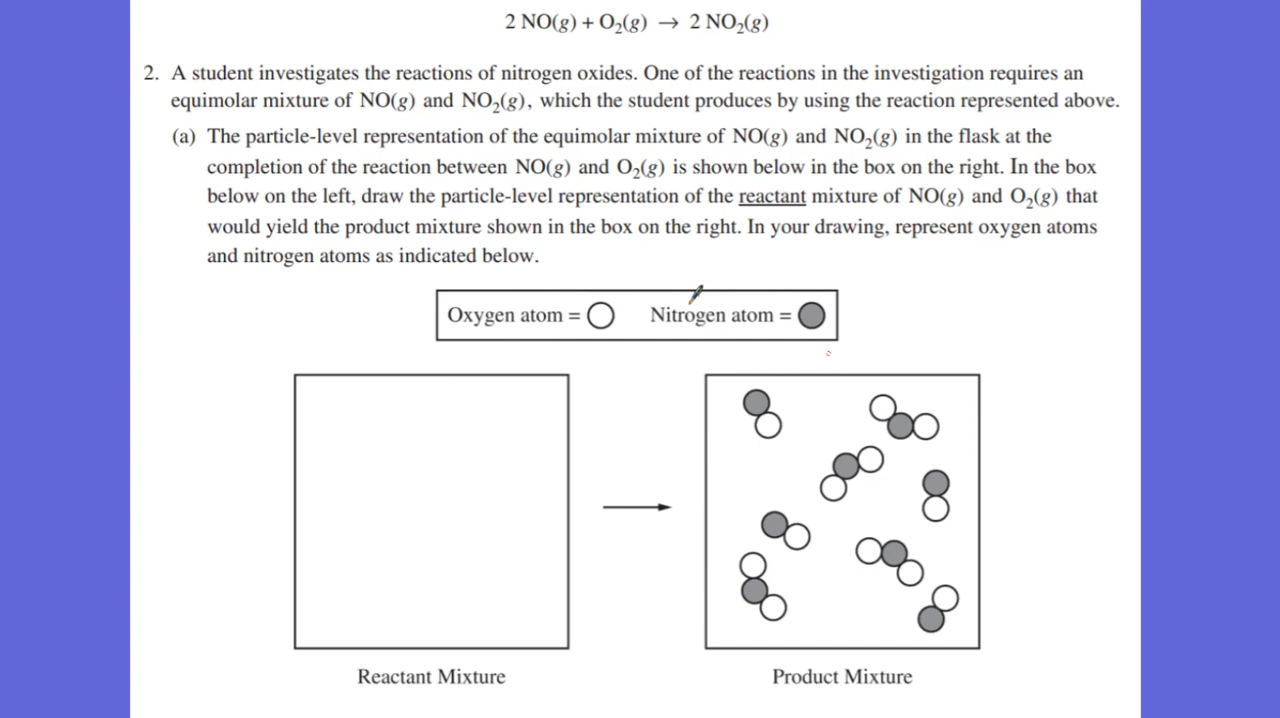 2 NO(g) + O₂(g) → 2 NO₂(g)
2. A student investigates the reactions of nitrogen oxides. One of the reactions in the investigation requires an
equimolar mixture of NO(g) and NO₂(g), which the student produces by using the reaction represented above.
(a) The particle-level representation of the equimolar mixture of NO(g) and NO₂(g) in the flask at the
completion of the reaction between NO(g) and O₂(g) is shown below in the box on the right. In the box
below on the left, draw the particle-level representation of the reactant mixture of NO(g) and O₂(g) that
would yield the product mixture shown in the box on the right. In your drawing, represent oxygen atoms
and nitrogen atoms as indicated below.
Oxygen atom = Nitrogen atom =
Reactant Mixture Product Mixture